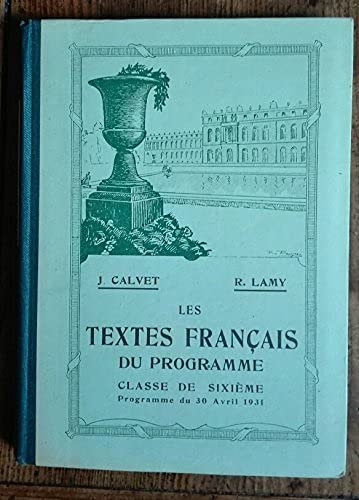 J. CALVET R. LAMY
LES
TEXTES FRANÇAIS
DU PROGRAMME
CLASSE DE SIXIÈME
Programme du 30 Avril 1931